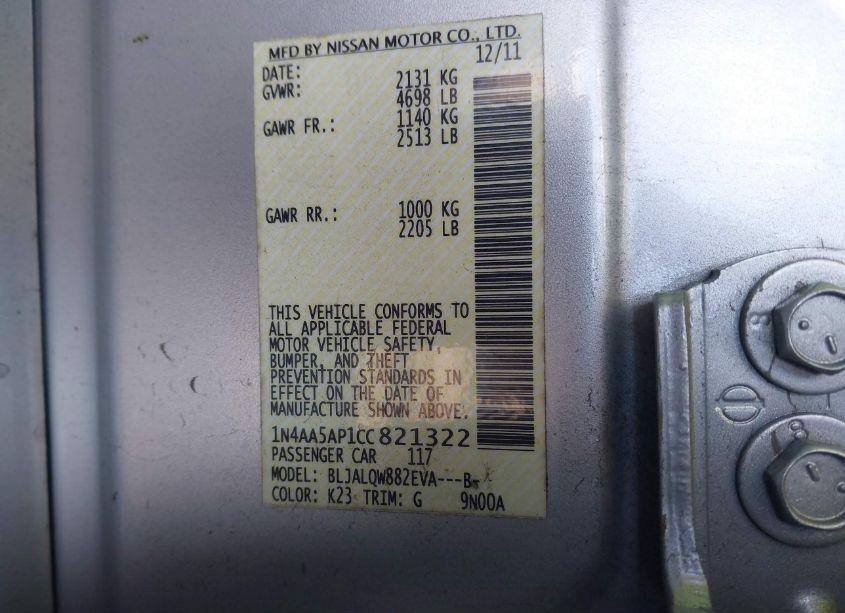 MFD BY NISSAN MOTOR CO., LTD.
DATE: 12/11
GVWR: 2131 KG
4698 LB
GAWR FR.: 1140 KG
2513 LB
GAWR RR.: 1000 KG
2205 LB
THIS VEHICLE CONFORMS TO
ALL APPLICABLE FEDERAL
MOTOR VEHICLE SAFETY,
BUMPER, AND THEFT
PREVENTION STANDARDS IN
EFFECT ON THE DATE OF
MANUFACTURE SHOWN ABOVE.
1N4AA5AP1CC821322
PASSENGER CAR 117
MODEL: BLJALQW882EVA---B--
COLOR: K23 TRIM: G 9N00A